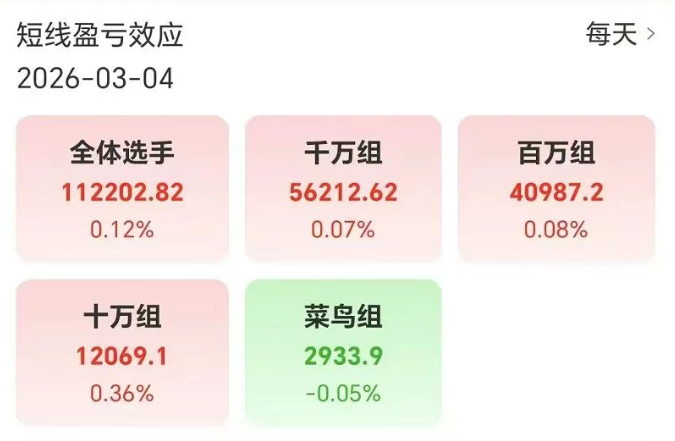 短线盈亏效应
每天 >
2026-03-04
全体选手
112202.82
0.12%
千万组
56212.62
0.07%
百万组
40987.2
0.08%
十万组
12069.1
0.36%
菜鸟组
2933.9
-0.05%